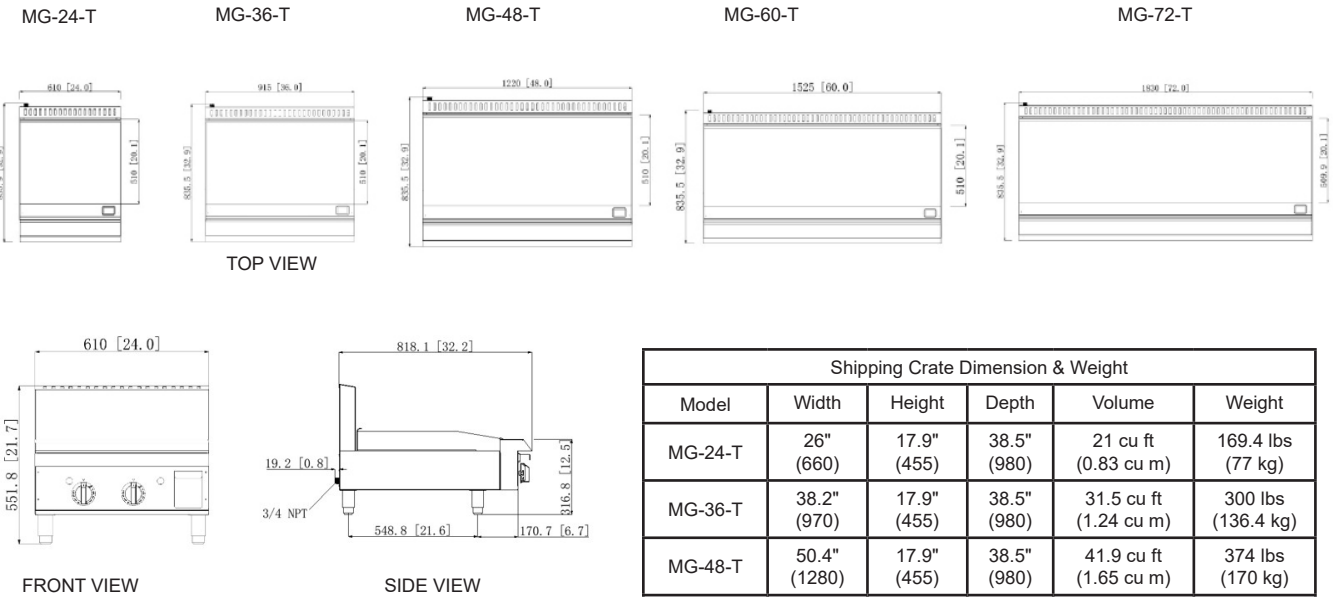 MG-24-T
MG-36-T
MG-48-T
MG-60-T
MG-72-T
610 [24.0]
915 [36.0]
1220 [48.0]
1525 [60.0]
1830 [72.0]
510 [20.1]
835.5 [32.9]
510 [20.1]
835.5 [32.9]
510 [20.1]
835.5 [32.9]
510 [20.1]
835.5 [32.9]
509.9 [20.1]
TOP VIEW
610 [24.0]
551.8 [21.7]
FRONT VIEW
818.1 [32.2]
19.2 [0.8]
3/4 NPT
548.8 [21.6]
170.7 [6.7]
316.8 [12.5]
SIDE VIEW
Shipping Crate Dimension & Weight
Model Width Height Depth Volume Weight
MG-24-T 26" 17.9" 38.5" 21 cu ft 169.4 lbs
(660) (455) (980) (0.83 cu m) (77 kg)
MG-36-T 38.2" 17.9" 38.5" 31.5 cu ft 300 lbs
(970) (455) (980) (1.24 cu m) (136.4 kg)
MG-48-T 50.4" 17.9" 38.5" 41.9 cu ft 374 lbs
(1280) (455) (980) (1.65 cu m) (170 kg)